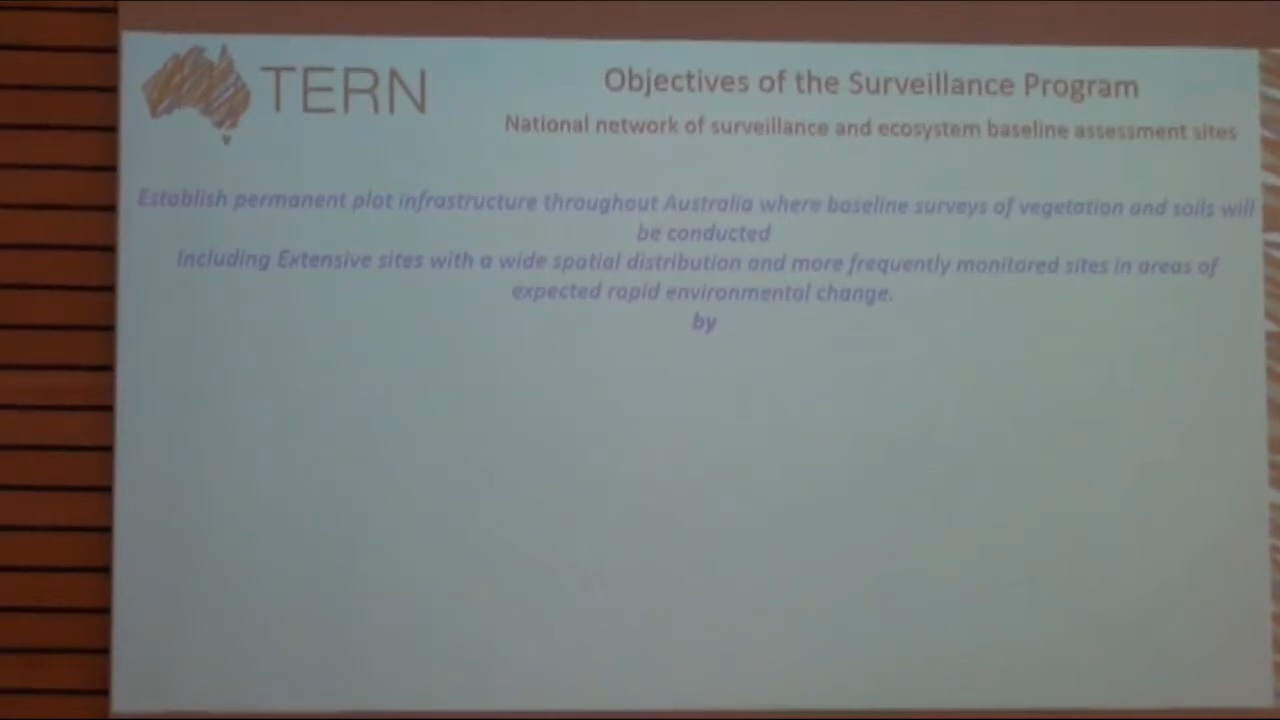 TERN
Objectives of the Surveillance Program
National network of surveillance and ecosystem baseline assessment sites
Establish permanent plot infrastructure throughout Australia where baseline surveys of vegetation and soils will
be conducted
including Extensive sites with a wide spatial distribution and more frequently monitored sites in areas of
expected rapid environmental change.
by